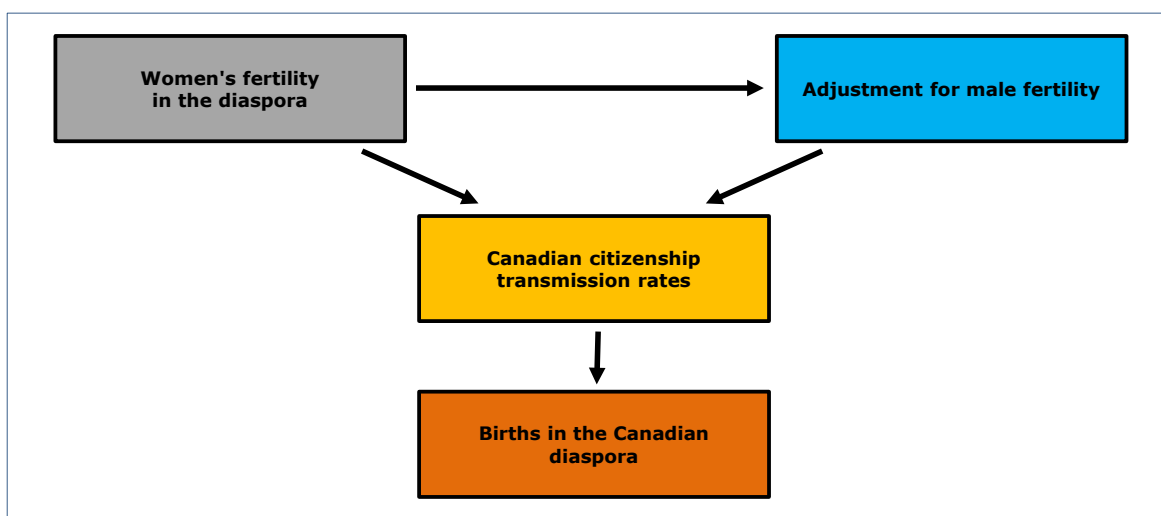 Women's fertility
in the diaspora
Adjustment for male fertility
Canadian citizenship
transmission rates
Births in the Canadian
diaspora